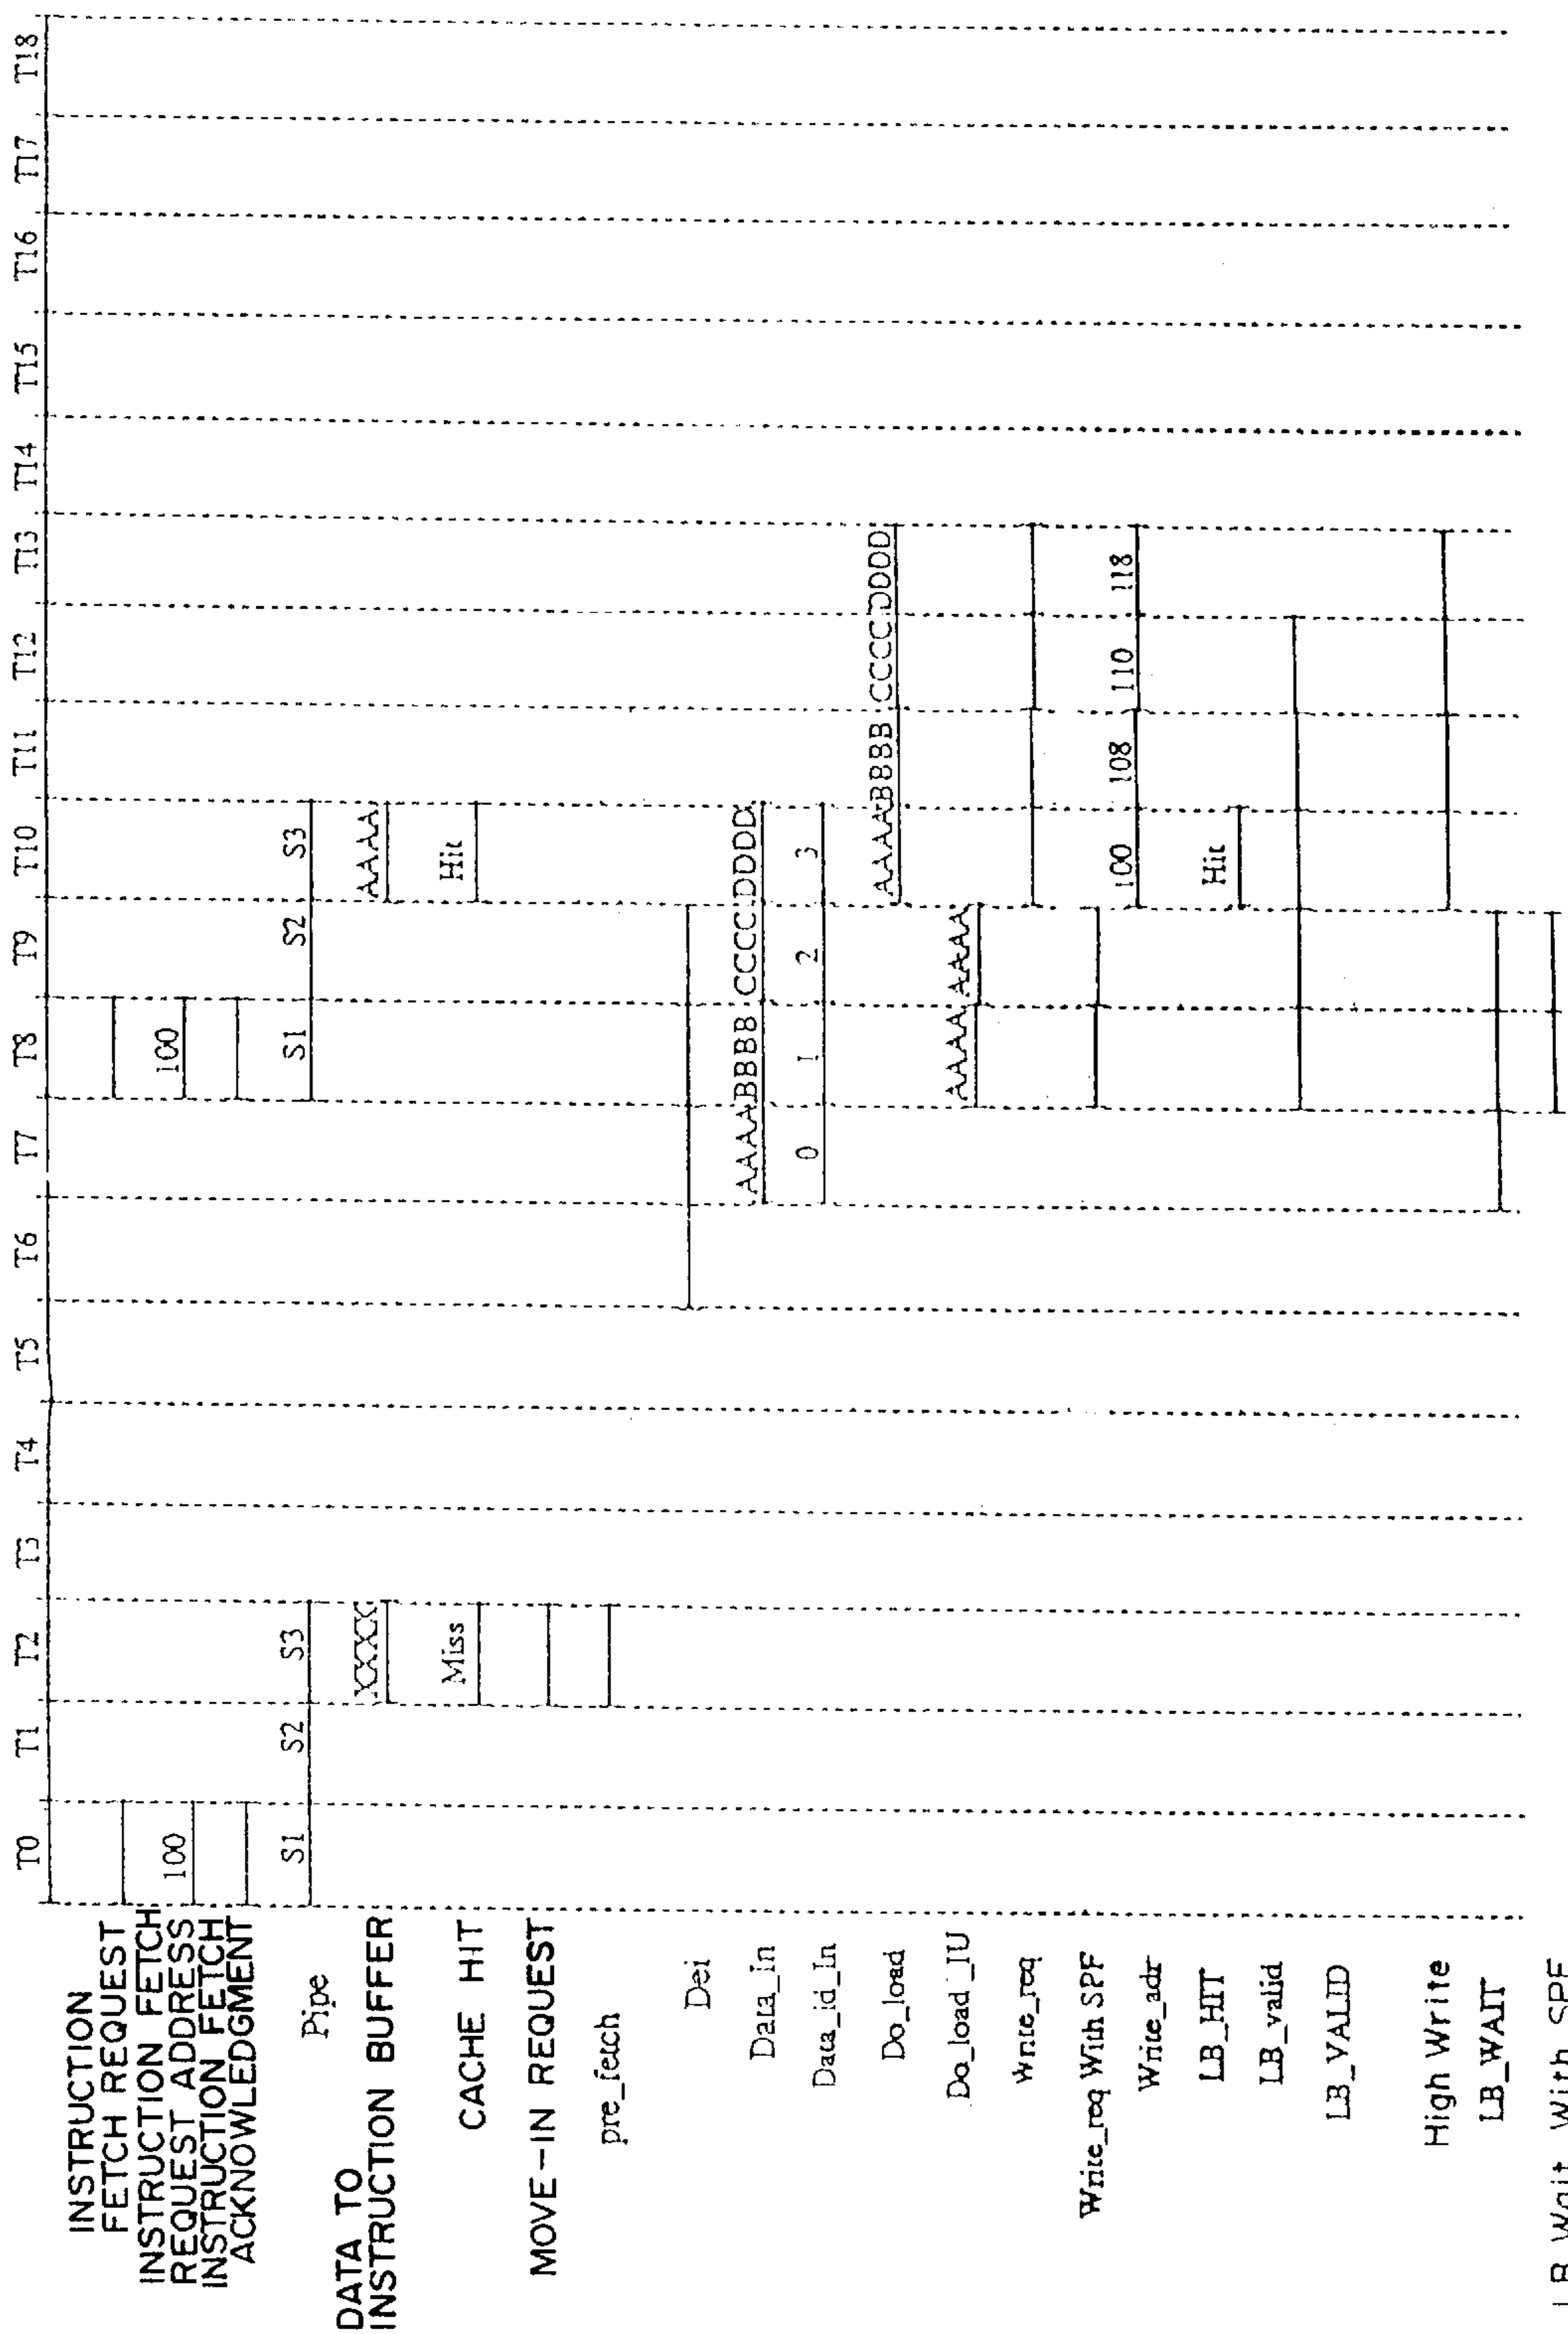 T0 T1 T2 T3 T4 T5 T6 T7 T8 T9 T10 T11 T12 T13 T14 T15 T16 T17 T18
INSTRUCTION
FETCH REQUEST
INSTRUCTION FETCH
REQUEST ADDRESS 100 100
INSTRUCTION FETCH
ACKNOWLEDGMENT
Pipe S1 S2 S3 S1 S2 S3
DATA TO
INSTRUCTION BUFFER XXXX AAAA
CACHE HIT Miss Hit
MOVE-IN REQUEST
pre_fetch
Dei
Data_In AAAA BBBB CCCC DDDD
Data_id_In 0 1 2 3
Do_load AAAA BBBB CCCC DDDD
Do_load_IU AAAA AAAA
Write_req
Write_req With SPF
Write_adr 100 108 110 118
LB_HIT Hit
LB_valid
LB_VALID
High Write
LB_WAIT
LB Wait With SPF